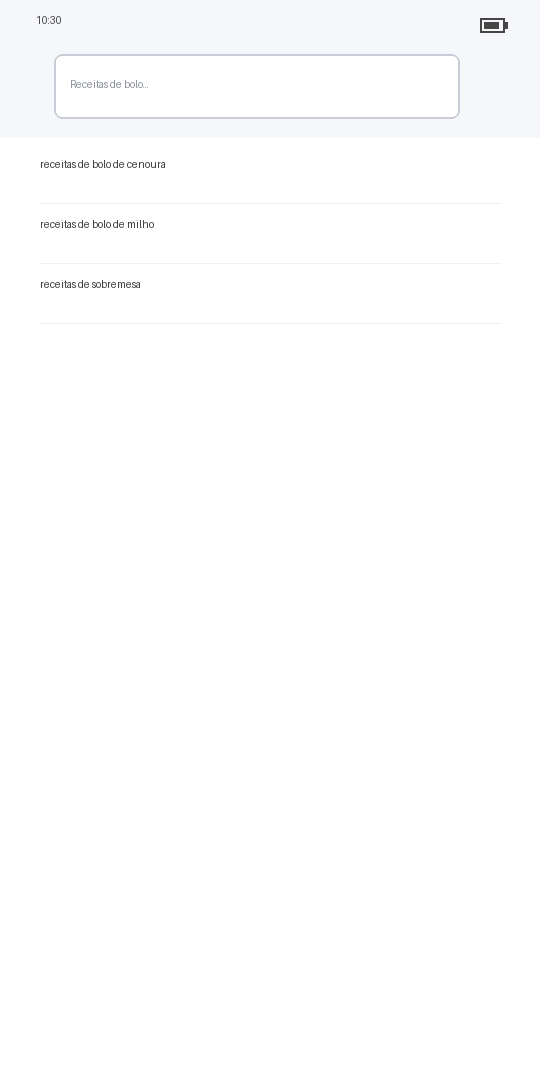 10:30
Receitas de bolo...
receitas de bolo de cenoura
receitas de bolo de milho
receitas de sobremesa